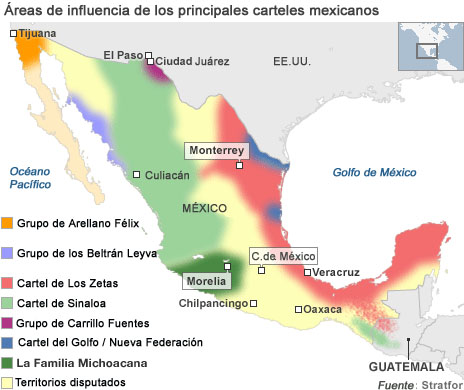 Áreas de influencia de los principales carteles mexicanos
Tijuana
El Paso
Ciudad Juárez
EE.UU.
Monterrey
Océano
Pacífico
Golfo de México
Culiacán
MÉXICO
Grupo de Arellano Félix
Grupo de los Beltrán Leyva
Cartel de Los Zetas
Cartel de Sinaloa
Grupo de Carrillo Fuentes
Cartel del Golfo / Nueva Federación
La Familia Michoacana
Territorios disputados
C.de México
Morelia
Veracruz
Chilpancingo
Oaxaca
GUATEMALA
Fuente: Stratfor